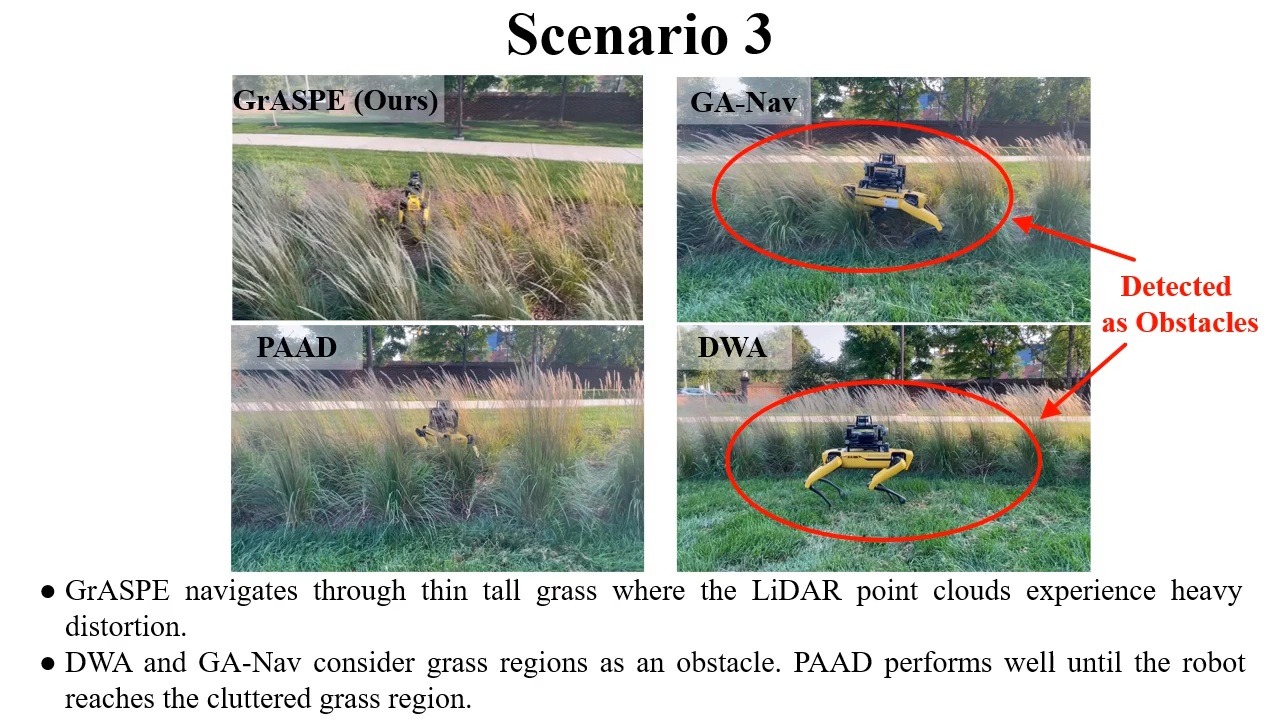 Scenario 3
GrASPE (Ours)
GA-Nav
Detected
as Obstacles
PAAD
DWA
● GrASPE navigates through thin tall grass where the LiDAR point clouds experience heavy
distortion.
● DWA and GA-Nav consider grass regions as an obstacle. PAAD performs well until the robot
reaches the cluttered grass region.